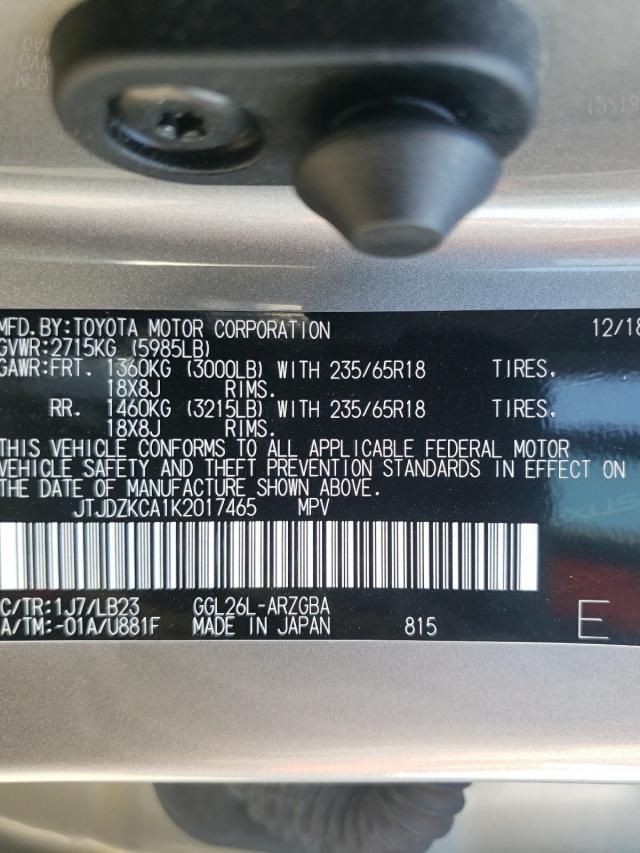 MFD.BY:TOYOTA MOTOR CORPORATION 12/18
GVWR:2715KG (5985LB)
GAWR:FRT. 1360KG (3000LB) WITH 235/65R18 TIRES,
18X8J RIMS.
RR. 1460KG (3215LB) WITH 235/65R18 TIRES,
18X8J RIMS.
THIS VEHICLE CONFORMS TO ALL APPLICABLE FEDERAL MOTOR
VEHICLE SAFETY AND THEFT PREVENTION STANDARDS IN EFFECT ON
THE DATE OF MANUFACTURE SHOWN ABOVE.
JTJDZKCA1K2017465 MPV
C/TR:1J7/LB23 GGL26L-ARZGBA
A/TM:-01A/U881F MADE IN JAPAN 815 E